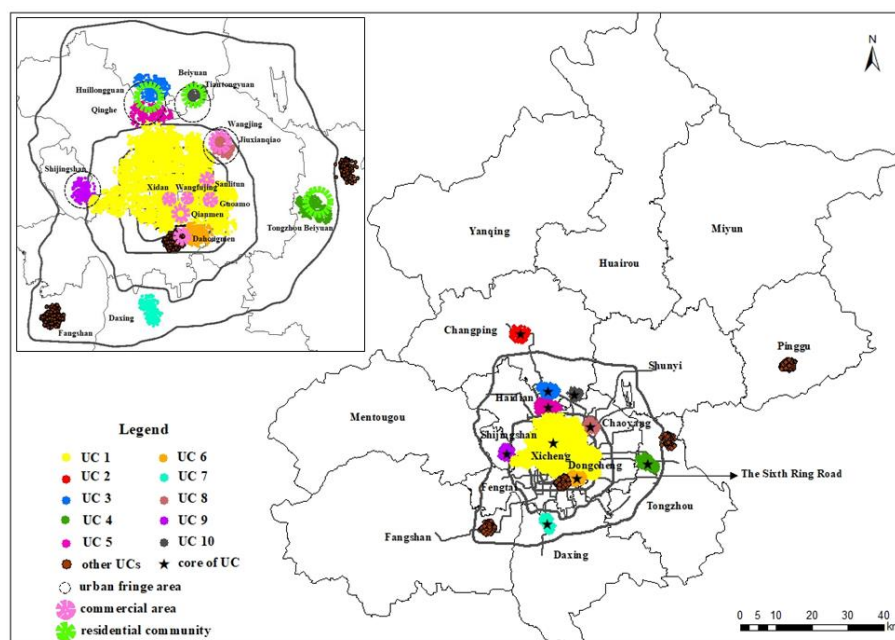 N
Beiyuan
Tiantongyuan
Huillongguan
Qinghe
Wangjing
Jiuxianqiao
Shijingshan
Sanlitun
Xidan
Wangfujing
Guoamo
Qianmen
Dahongmen
Tongzhou Beiyuan
Daxing
Fangshan
Yanqing
Miyun
Huairou
Changping
Pinggu
Shunyi
Mentougou
Haidian
Chaoyang
Shijingshan
Xicheng
Dongcheng
The Sixth Ring Road
Fengtai
Tongzhou
Fangshan
Daxing
Legend
UC 1
UC 6
UC 2
UC 7
UC 3
UC 8
UC 4
UC 9
UC 5
UC 10
other UCs
core of UC
urban fringe area
commercial area
residential community
0 5 10 20 30 40